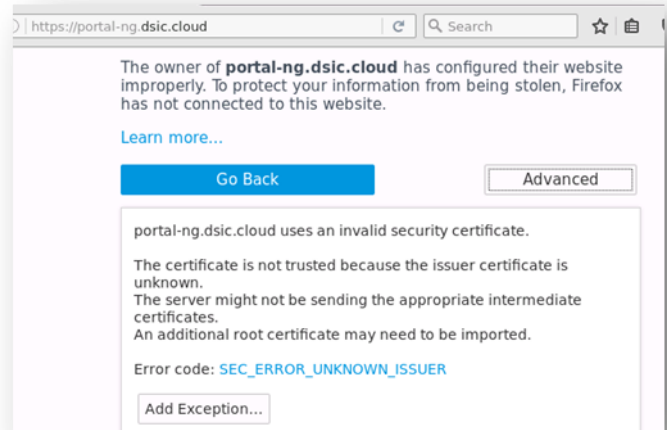 https://portal-ng.dsic.cloud
Search
The owner of portal-ng.dsic.cloud has configured their website
improperly. To protect your information from being stolen, Firefox
has not connected to this website.
Learn more...
Go Back
Advanced
portal-ng.dsic.cloud uses an invalid security certificate.
The certificate is not trusted because the issuer certificate is
unknown.
The server might not be sending the appropriate intermediate
certificates.
An additional root certificate may need to be imported.
Error code: SEC_ERROR_UNKNOWN_ISSUER
Add Exception...